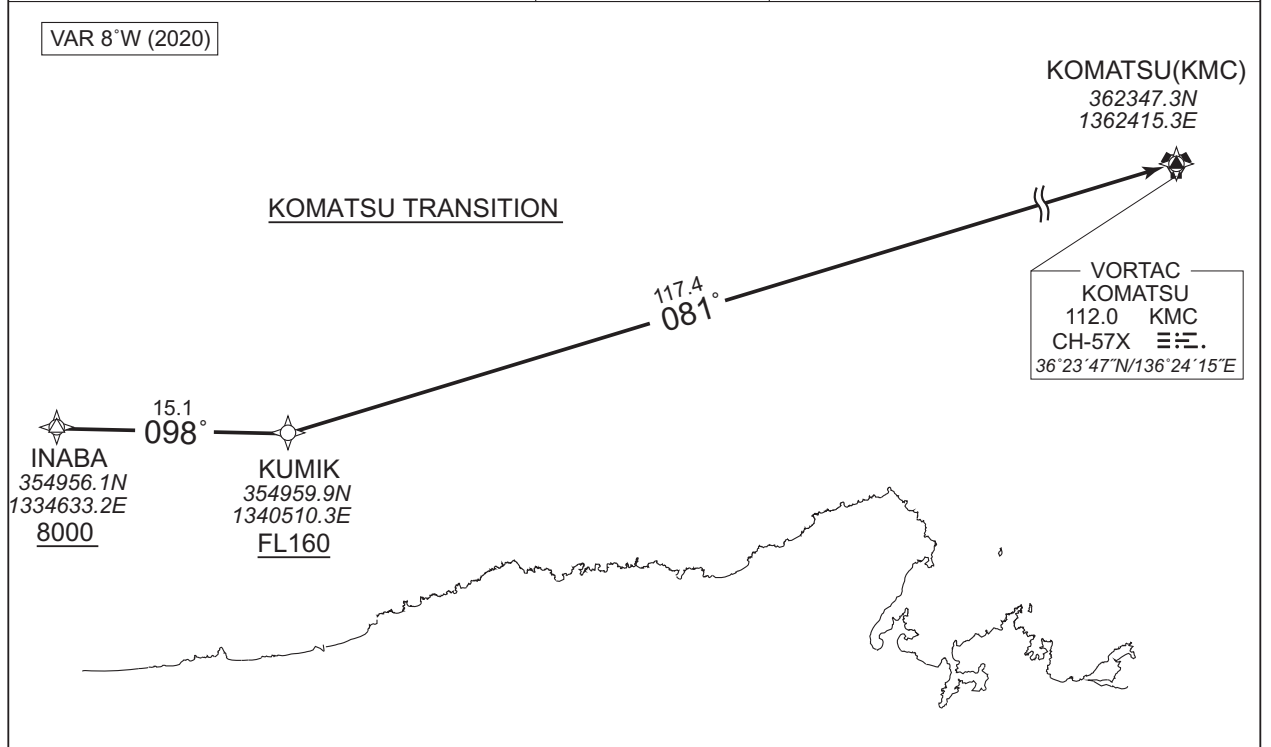 VAR 8˚W (2020)
KOMATSU(KMC)
362347.3N
1362415.3E
KOMATSU TRANSITION
117.4
081˚
VORTAC
KOMATSU
112.0 KMC
CH-57X
36˚23´47˝N/136˚24´15˝E
15.1
098˚
INABA
354956.1N
1334633.2E
8000
KUMIK
354959.9N
1340510.3E
FL160